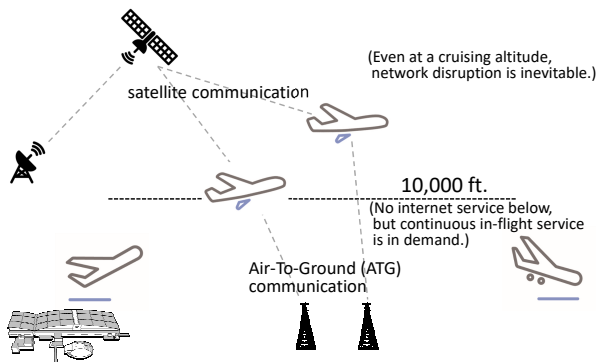 (Even at a cruising altitude,
network disruption is inevitable.)
satellite communication
10,000 ft.
(No internet service below,
but continuous in-flight service
is in demand.)
Air-To-Ground (ATG)
communication